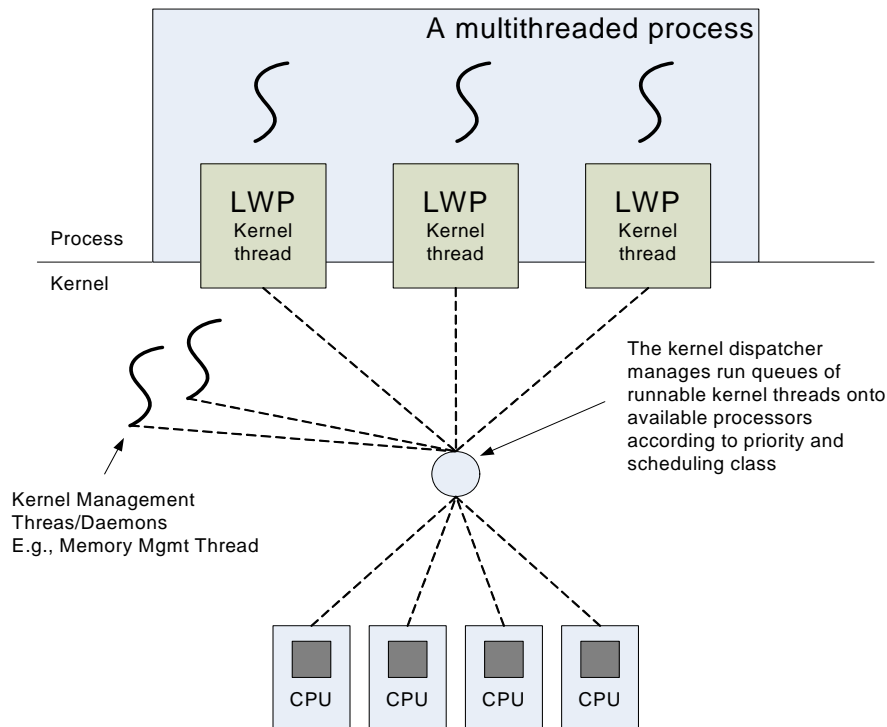 A multithreaded process
LWP
Kernel
thread
LWP
Kernel
thread
LWP
Kernel
thread
Process
Kernel
The kernel dispatcher
manages run queues of
runnable kernel threads onto
available processors
according to priority and
scheduling class
Kernel Management
Threas/Daemons
E.g., Memory Mgmt Thread
CPU
CPU
CPU
CPU